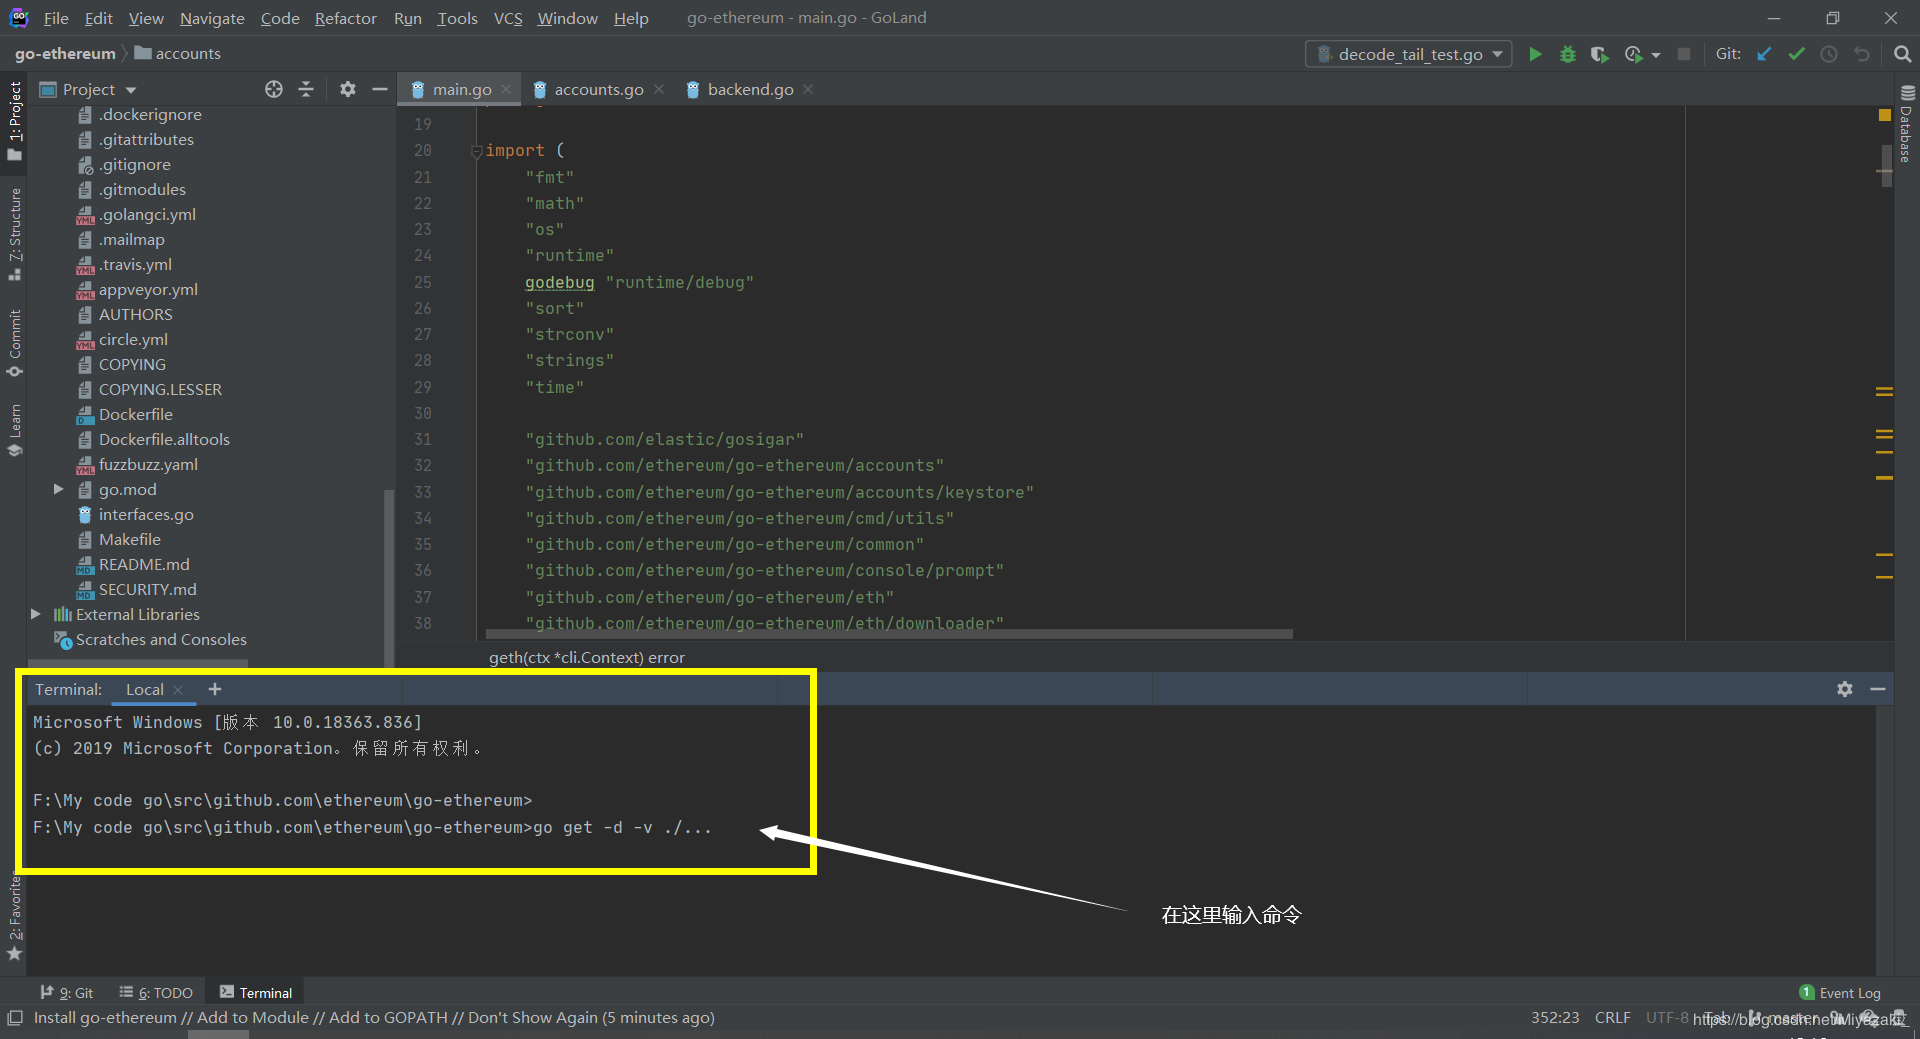 File Edit View Navigate Code Refactor Run Tools VCS Window Help go-ethereum - main.go - GoLand
go-ethereum accounts decode_tail_test.go Git:
1: Project
7: Structure
Commit
Learn
2: Favorites
Project
.dockerignore
.gitattributes
.gitignore
.gitmodules
.golangci.yml
.mailmap
.travis.yml
appveyor.yml
AUTHORS
circle.yml
COPYING
COPYING.LESSER
Dockerfile
Dockerfile.alltools
fuzzbuzz.yaml
go.mod
interfaces.go
Makefile
README.md
SECURITY.md
External Libraries
Scratches and Consoles
main.go accounts.go backend.go
19
20 import (
21 "fmt"
22 "math"
23 "os"
24 "runtime"
25 godebug "runtime/debug"
26 "sort"
27 "strconv"
28 "strings"
29 "time"
30
31 "github.com/elastic/gosigar"
32 "github.com/ethereum/go-ethereum/accounts"
33 "github.com/ethereum/go-ethereum/accounts/keystore"
34 "github.com/ethereum/go-ethereum/cmd/utils"
35 "github.com/ethereum/go-ethereum/common"
36 "github.com/ethereum/go-ethereum/console/prompt"
37 "github.com/ethereum/go-ethereum/eth"
38 "github.com/ethereum/go-ethereum/eth/downloader"
geth(ctx *cli.Context) error
Database
Terminal: Local
Microsoft Windows [版本 10.0.18363.836]
(c) 2019 Microsoft Corporation。保留所有权利。
F:\My code go\src\github.com\ethereum\go-ethereum>
F:\My code go\src\github.com\ethereum\go-ethereum>go get -d -v ./...
在这里输入命令
9: Git 6: TODO Terminal 1 Event Log
Install go-ethereum // Add to Module // Add to GOPATH // Don't Show Again (5 minutes ago) 352:23 CRLF UTF-8 Tab master